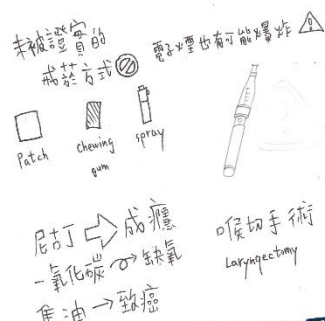 未被證實的
戒菸方式
電子煙也有可能爆炸
Patch
chewing
gum
spray
尼古丁 ⇒ 成癮
一氧化碳 → 缺氧
焦油 → 致癌
喉切手術
Laryngectomy